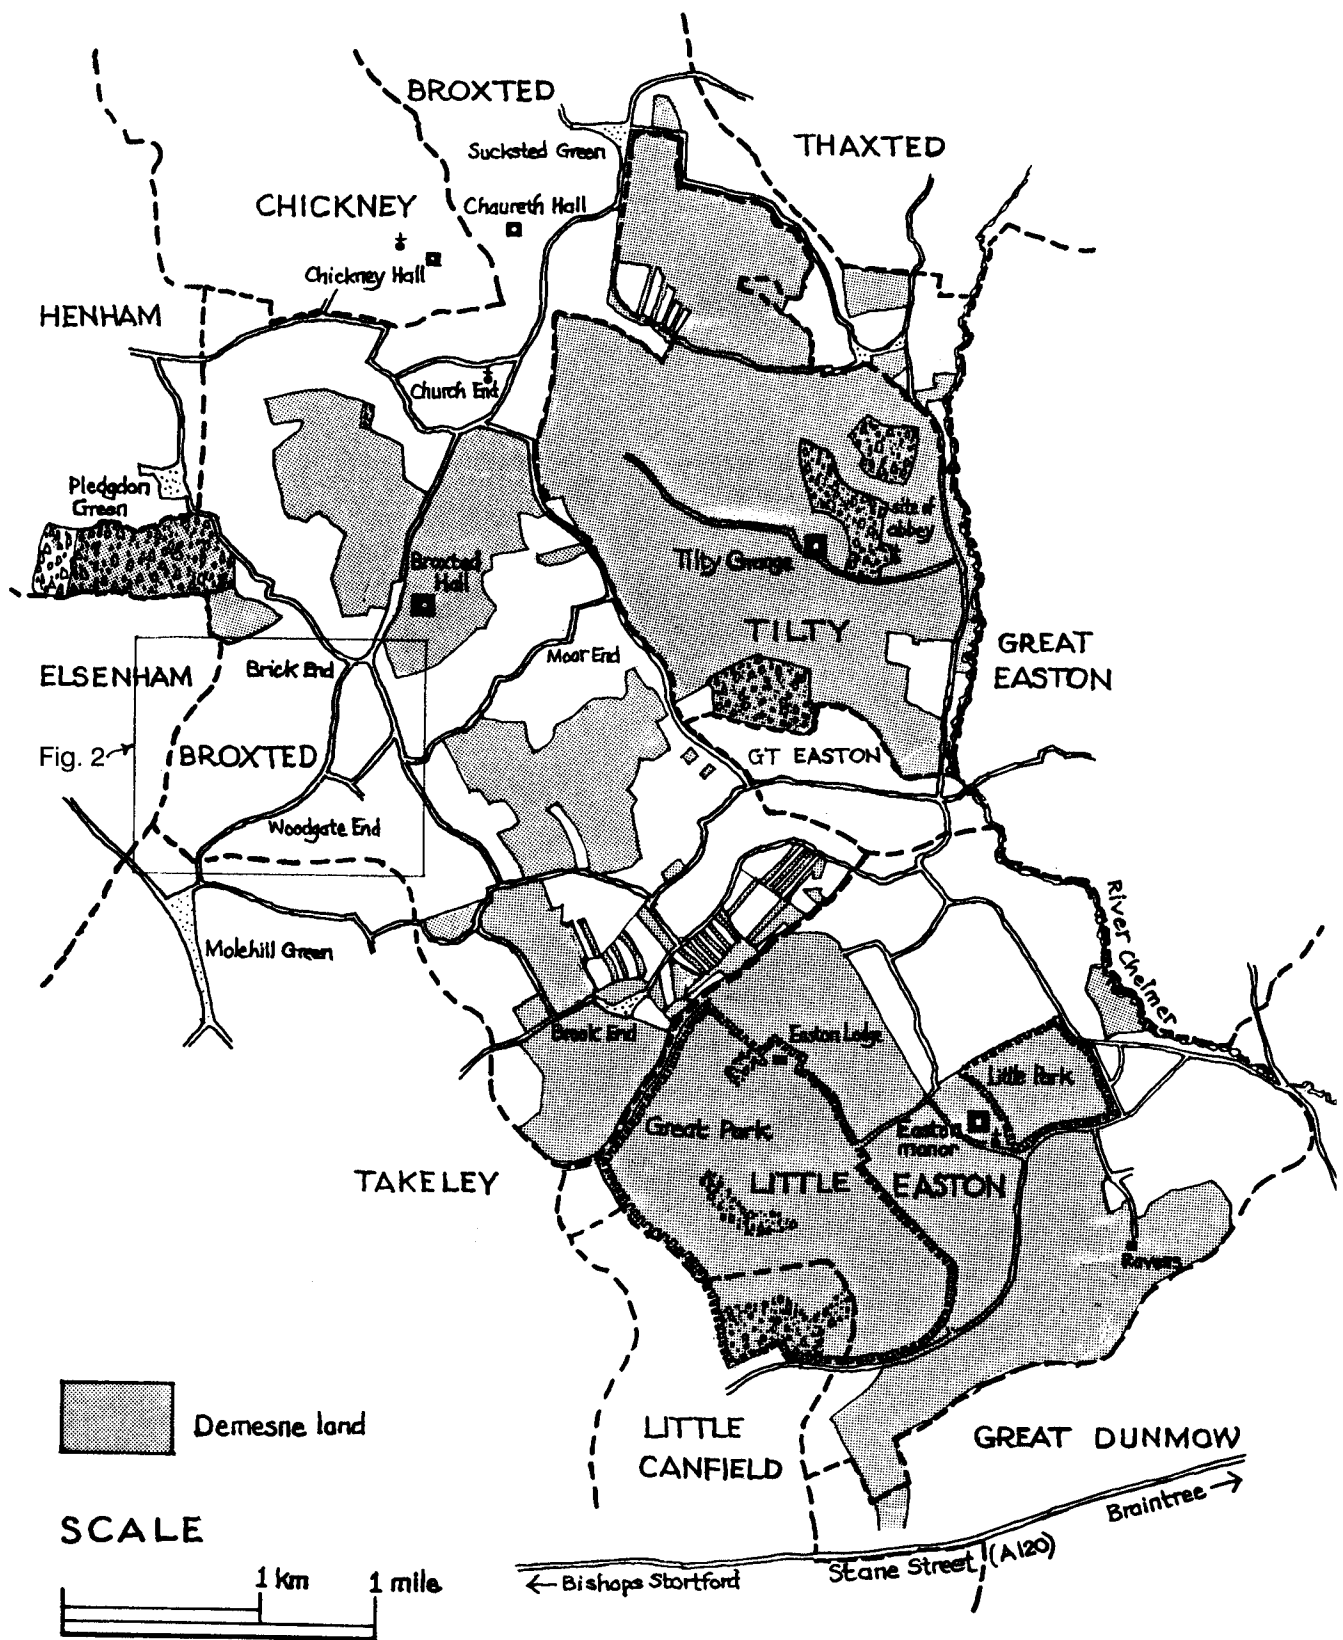 BROXTED
THAXTED
Sucksted Green
CHICKNEY
Chaureth Hall
Chickney Hall
HENHAM
Church End
Pledgdon
Green
site of
abbey
Broxted
Hall
Tilty Grange
TILTY
GREAT
EASTON
Moor End
Brick End
ELSENHAM
Fig. 2
BROXTED
GT EASTON
Woodgate End
River Chelmer
Molehill Green
Brook End
Easton Lodge
Little Park
Great Park
Easton
manor
TAKELEY
LITTLE EASTON
Ravens
Demesne land
LITTLE
CANFIELD
GREAT DUNMOW
Braintree →
SCALE
Stane Street (A120)
← Bishops Stortford
1 Km
1 mile